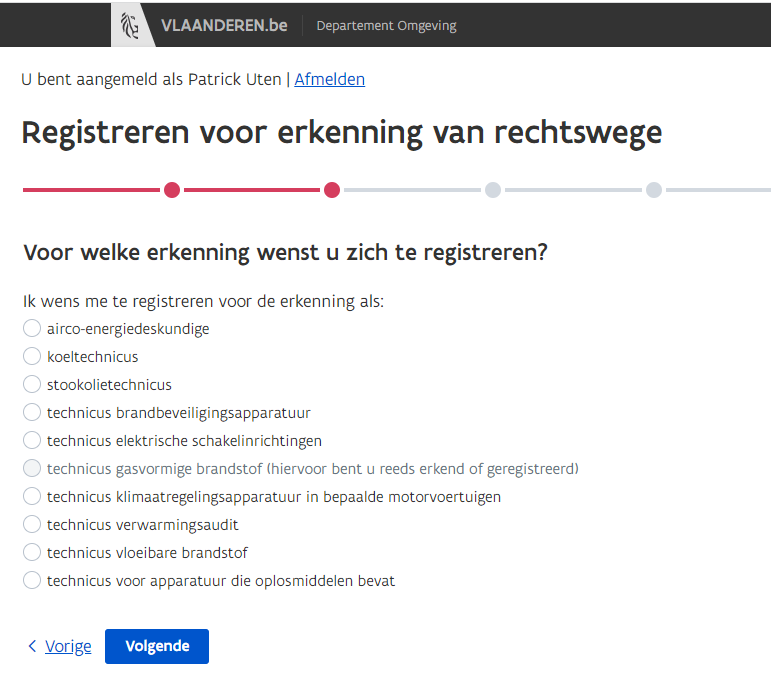 VLAANDEREN.be Departement Omgeving
U bent aangemeld als Patrick Uten | Afmelden
Registreren voor erkenning van rechtswege
Voor welke erkenning wenst u zich te registreren?
Ik wens me te registreren voor de erkenning als:
airco-energiedeskundige
koeltechnicus
stookolietechnicus
technicus brandbeveiligingsapparatuur
technicus elektrische schakelinrichtingen
technicus gasvormige brandstof (hiervoor bent u reeds erkend of geregistreerd)
technicus klimaatregelingsapparatuur in bepaalde motorvoertuigen
technicus verwarmingsaudit
technicus vloeibare brandstof
technicus voor apparatuur die oplosmiddelen bevat
Vorige Volgende